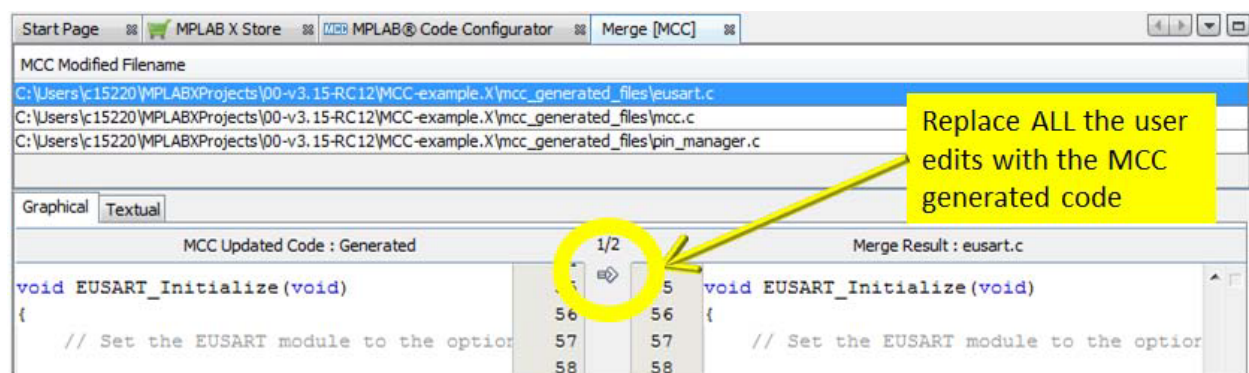 Start Page MPLAB X Store MCC MPLAB® Code Configurator Merge [MCC]
MCC Modified Filename
C:\Users\c15220\MPLABXProjects\00-v3.15-RC12\MCC-example.X\mcc_generated_files\eusart.c
C:\Users\c15220\MPLABXProjects\00-v3.15-RC12\MCC-example.X\mcc_generated_files\mcc.c
C:\Users\c15220\MPLABXProjects\00-v3.15-RC12\MCC-example.X\mcc_generated_files\pin_manager.c
Replace ALL the user
edits with the MCC
generated code
Graphical Textual
MCC Updated Code : Generated 1/2 Merge Result : eusart.c
void EUSART_Initialize(void) 5 void EUSART_Initialize(void)
{ 56 56 {
// Set the EUSART module to the option 57 57 // Set the EUSART module to the option
58 58